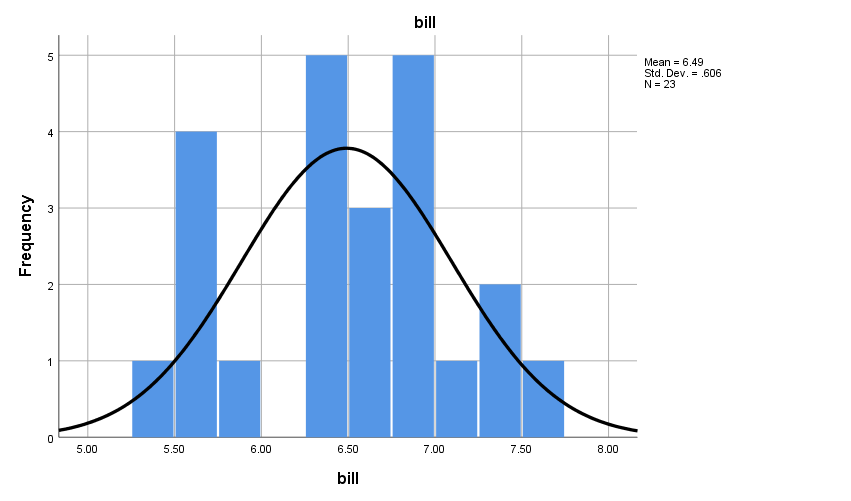 bill
Mean = 6.49
Std. Dev. = .606
N = 23
5
4
3
2
1
0
Frequency
5.00 5.50 6.00 6.50 7.00 7.50 8.00
bill